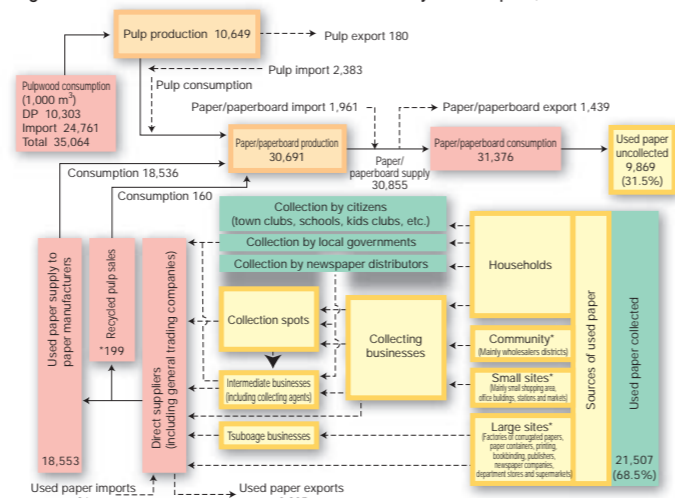 Pulp production 10,649
Pulp export 180
Pulp import 2,383
Pulp consumption
Pulpwood consumption
(1,000 m³)
DP 10,303
Import 24,761
Total 35,064
Paper/paperboard import 1,961
Paper/paperboard export 1,439
Paper/paperboard production
30,691
Paper/
paperboard supply
30,855
Paper/paperboard consumption
31,376
Used paper
uncollected
9,869
(31.5%)
Consumption 18,536
Consumption 160
Collection by citizens
(town clubs, schools, kids clubs, etc.)
Collection by local governments
Collection by newspaper distributors
Households
Used paper supply to
paper manufacturers
18,553
Recycled pulp sales
*199
Direct suppliers
(including general trading companies)
Collection spots
Collecting
businesses
Community*
(Mainly wholesalers districts)
Intermediate businesses
(including collecting agents)
Small sites*
(Mainly small shopping area,
office buildings, stations and markets)
Tsuboage businesses
Large sites*
(Factories of corrugated papers,
paper containers, printing,
bookbinding, publishers,
newspaper companies,
department stores and supermarkets)
Sources of used paper
Used paper collected
21,507
(68.5%)
Used paper imports
Used paper exports